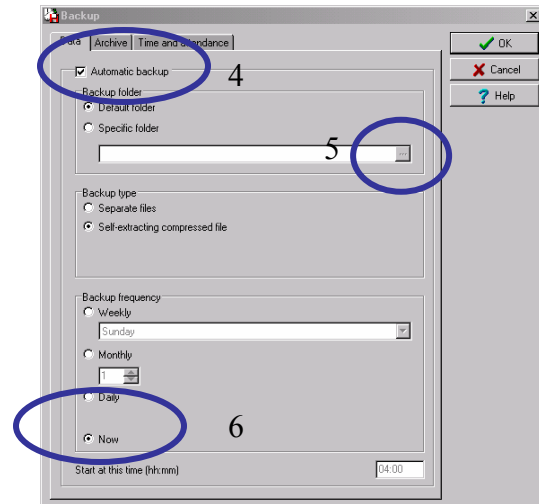 Backup
Data Archive Time and attendance
OK
Cancel
Help
Automatic backup
4
Backup folder
Default folder
Specific folder
5
...
Backup type
Separate files
Self-extracting compressed file
Backup frequency
Weekly
Sunday
Monthly
1
Daily
6
Now
Start at this time (hh:mm) 04:00